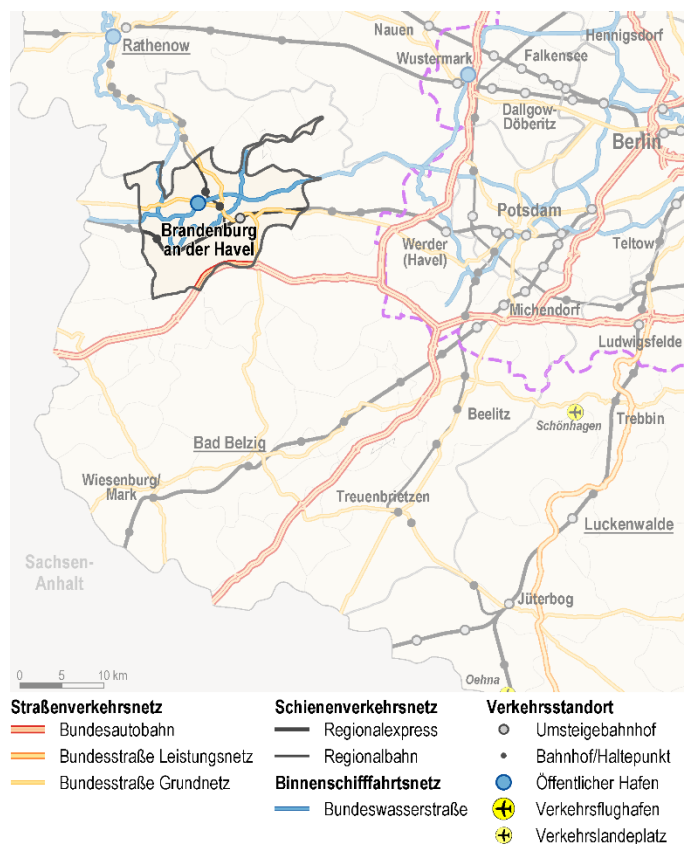 Nauen
Hennigsdorf
Rathenow
Wustermark
Falkensee
Dallgow-
Döberitz
Berlin
Potsdam
Brandenburg
an der Havel
Werder
(Havel)
Teltow
Michendorf
Ludwigsfelde
Beelitz
Schönhagen
Trebbin
Bad Belzig
Wiesenburg/
Mark
Treuenbrietzen
Luckenwalde
Sachsen-
Anhalt
Jüterbog
Oehna
0 5 10 km
Straßenverkehrsnetz
Bundesautobahn
Bundesstraße Leistungsnetz
Bundesstraße Grundnetz
Schienenverkehrsnetz
Regionalexpress
Regionalbahn
Binnenschifffahrtsnetz
Bundeswasserstraße
Verkehrsstandort
Umsteigebahnhof
Bahnhof/Haltepunkt
Öffentlicher Hafen
Verkehrsflughafen
Verkehrslandeplatz